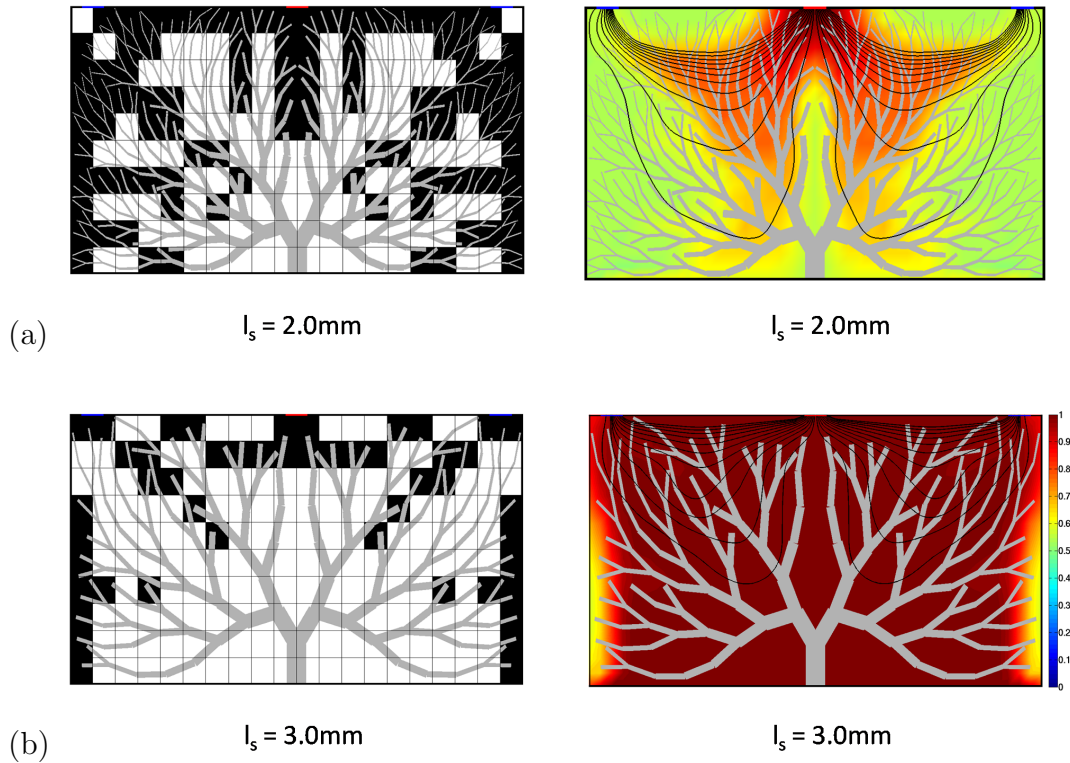 (a)
l_s = 2.0mm
l_s = 2.0mm
1
0.9
0.8
0.7
0.6
0.5
0.4
0.3
0.2
0.1
0
(b)
l_s = 3.0mm
l_s = 3.0mm